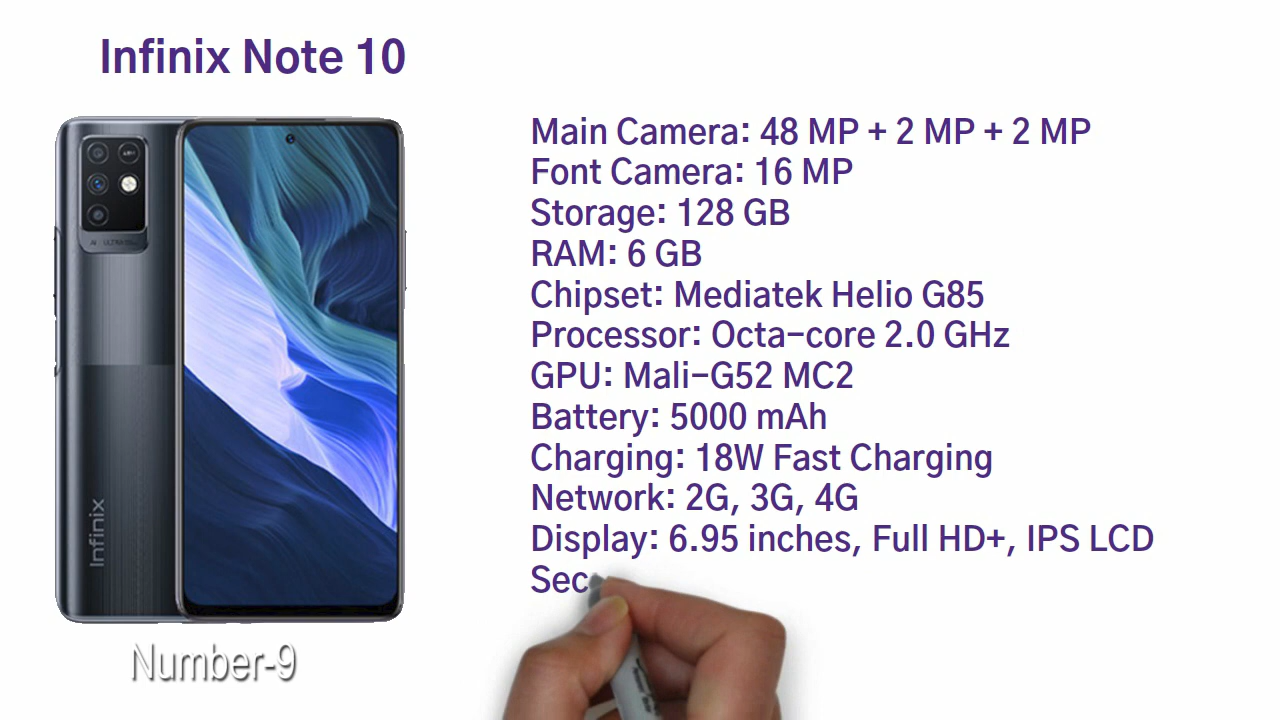 Infinix Note 10
Main Camera: 48 MP + 2 MP + 2 MP
Font Camera: 16 MP
Storage: 128 GB
RAM: 6 GB
Chipset: Mediatek Helio G85
Processor: Octa-core 2.0 GHz
GPU: Mali-G52 MC2
Battery: 5000 mAh
Charging: 18W Fast Charging
Network: 2G, 3G, 4G
Display: 6.95 inches, Full HD+, IPS LCD
Sec
Infinix
Number-9